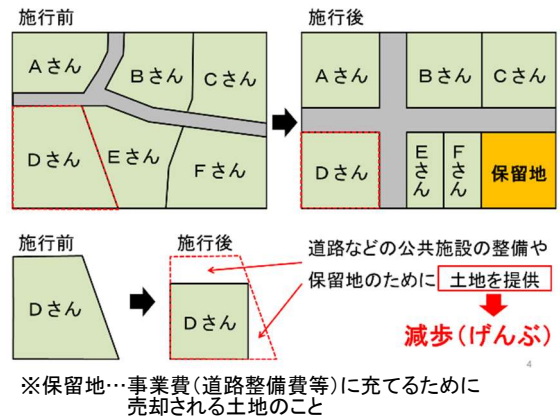 施行前
施行後
Aさん
Bさん
Cさん
Dさん
Eさん
Fさん
Aさん
Bさん
Cさん
Dさん
Eさん
Fさん
保留地
施行前
施行後
Dさん
Dさん
道路などの公共施設の整備や
保留地のために 土地を提供
減歩(げんぶ)
4
※保留地…事業費(道路整備費等)に充てるために
売却される土地のこと